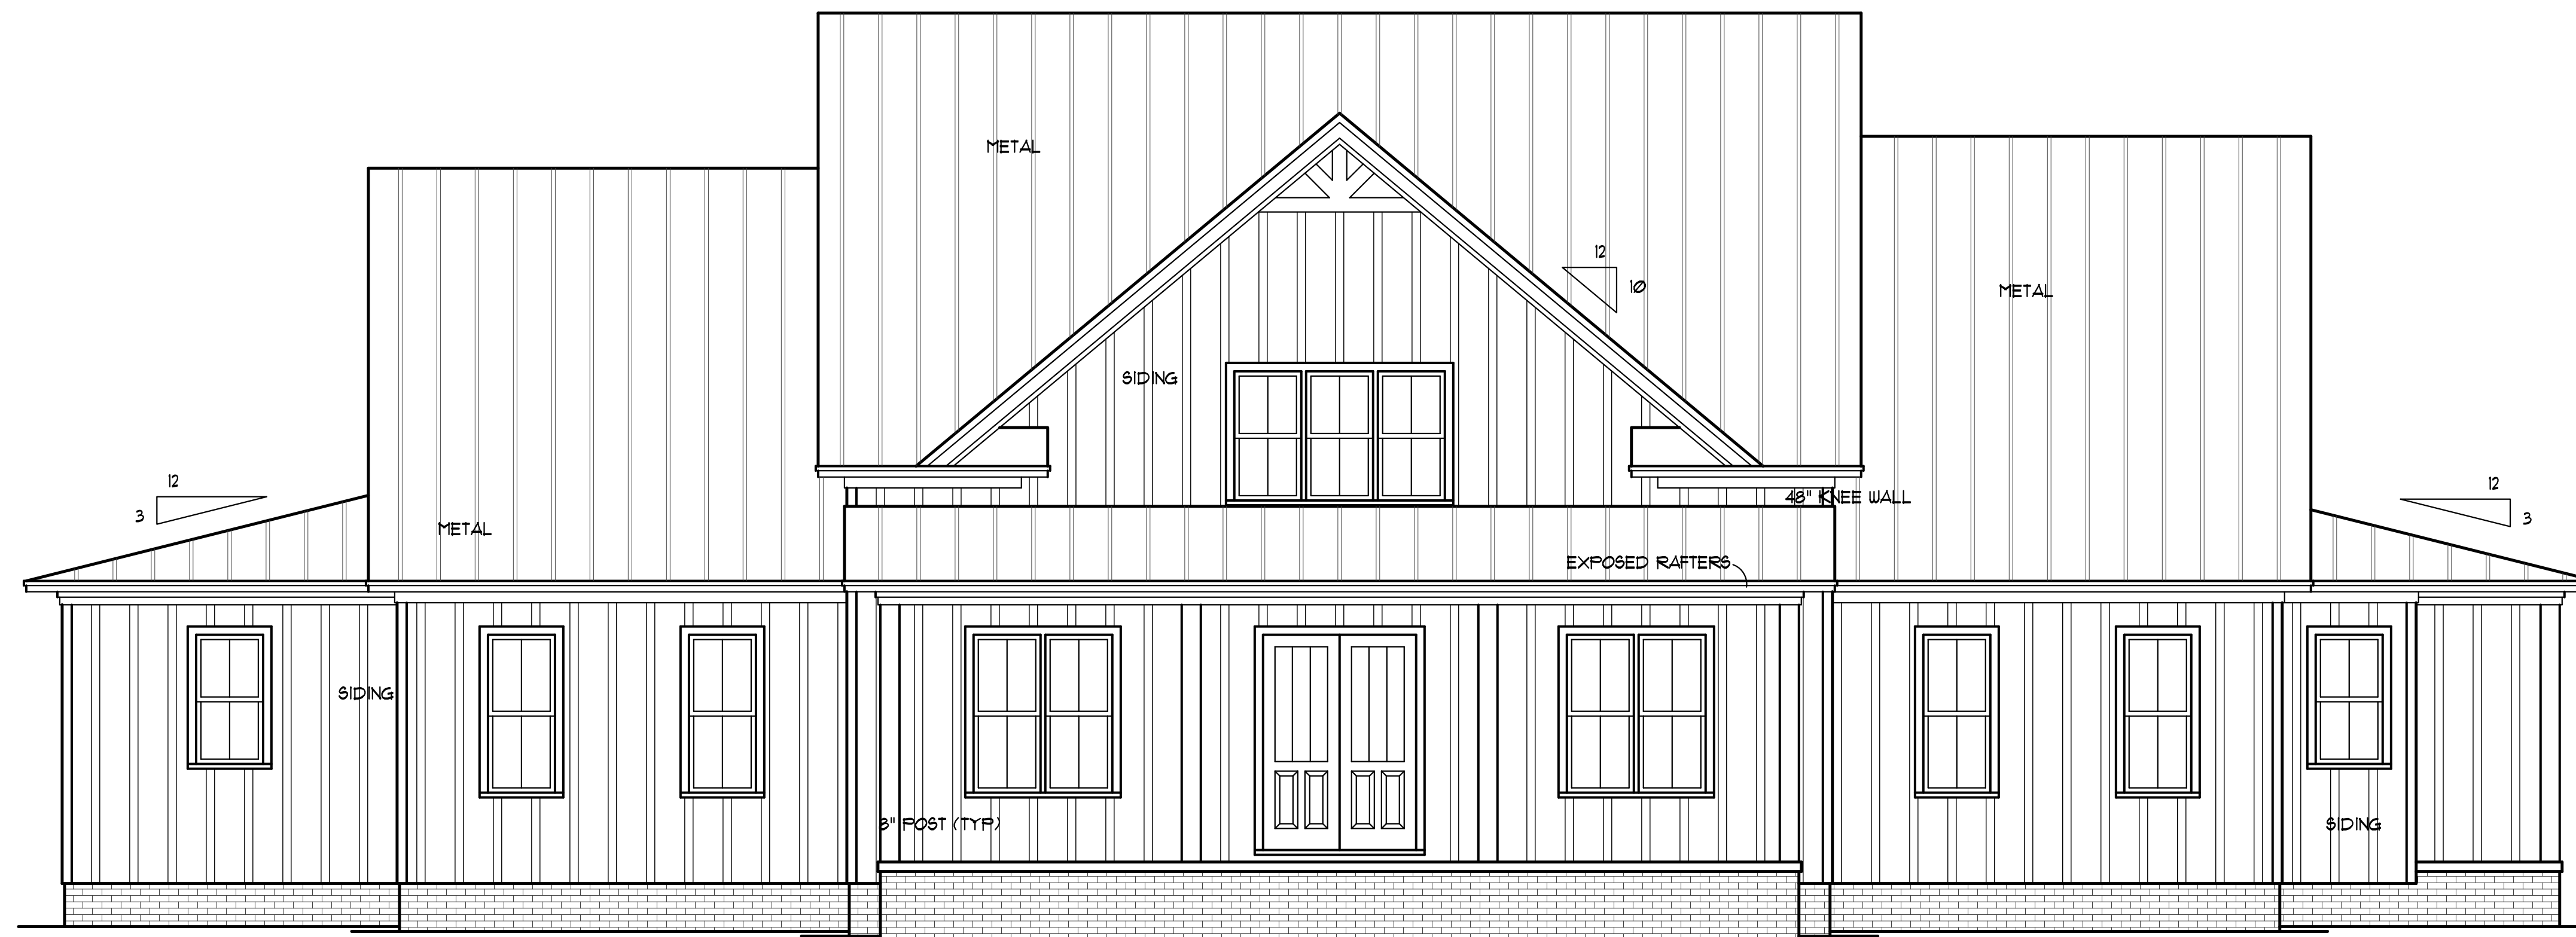 METAL
12
10
METAL
SIDING
12
3
12
3
48" KNEE WALL
METAL
EXPOSED RAFTERS
SIDING
8" POST (TYP)
SIDING